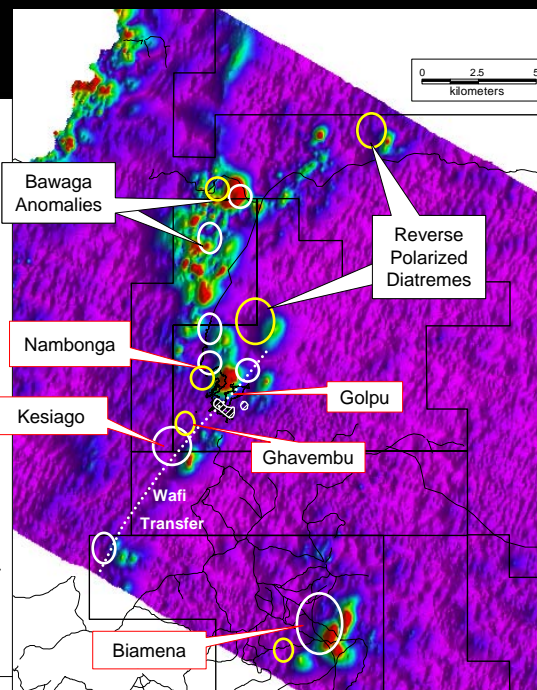 0 2.5 5
kilometers
Bawaga
Anomalies
Reverse
Polarized
Diatremes
Nambonga
Golpu
Kesiago
Ghavembu
Wafi
Transfer
Biamena